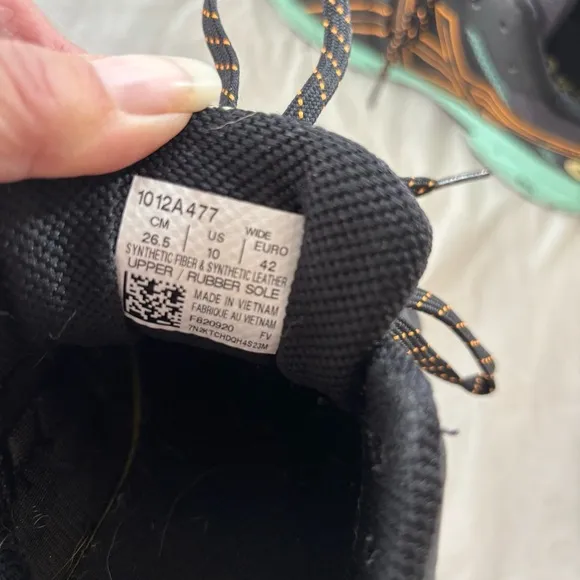 1012A477
CM US WIDE EURO
26.5 10 42
SYNTHETIC FIBER & SYNTHETIC LEATHER
UPPER / RUBBER SOLE
MADE IN VIETNAM
FABRIQUE AU VIETNAM
FB20920 FV